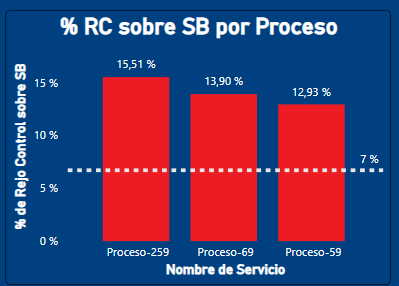 % RC sobre SB por Proceso
% de Rejo Control sobre SB
15 %
10 %
5 %
0 %
15,51 %
13,90 %
12,93 %
7 %
Proceso-259
Proceso-69
Proceso-59
Nombre de Servicio